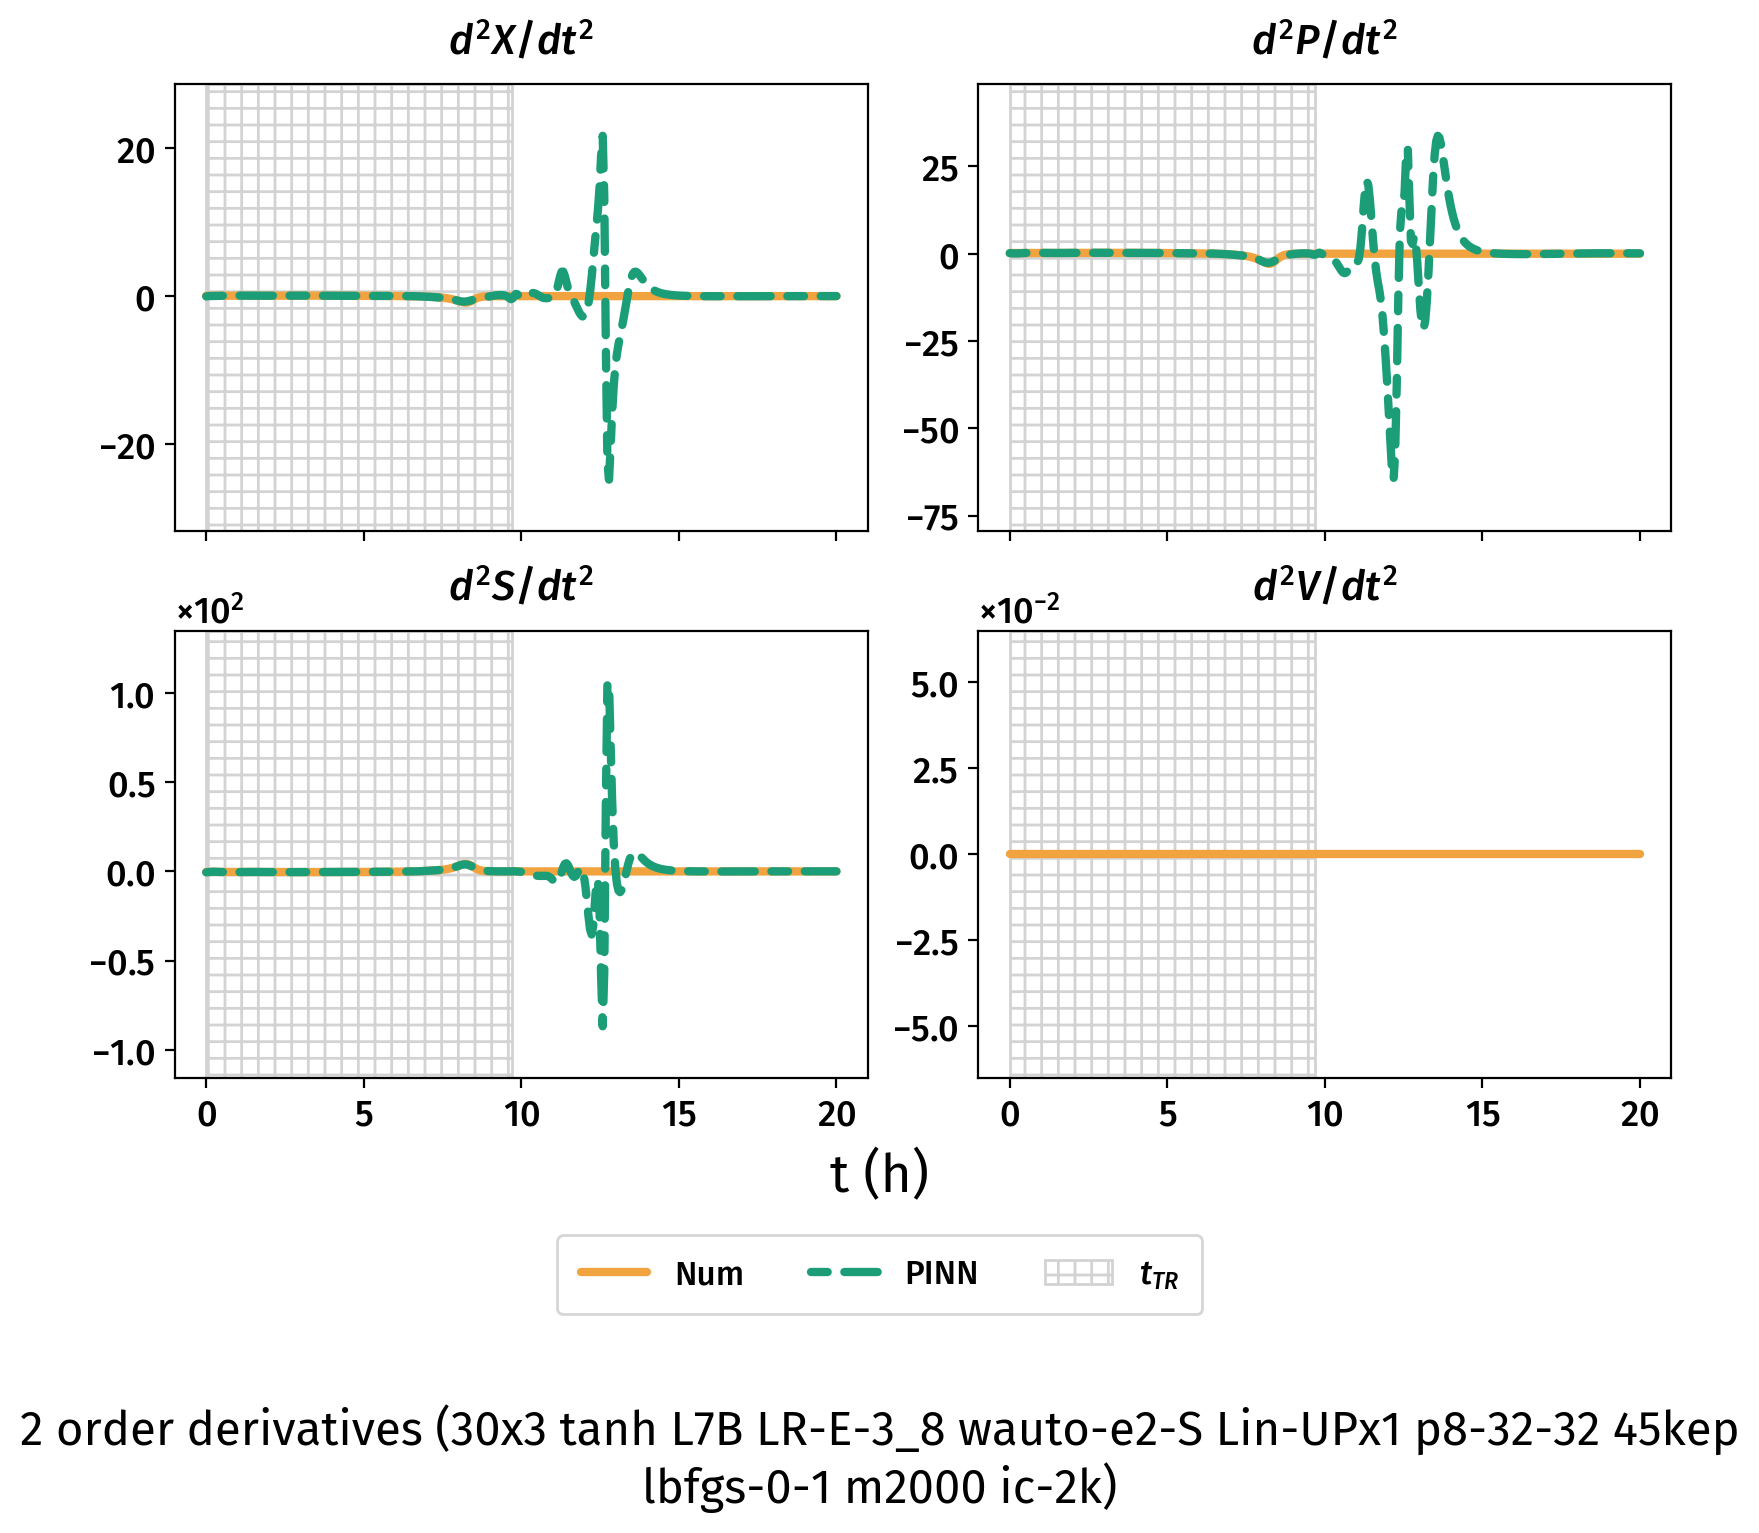 d²X/dt²
d²P/dt²
20
0
−20
25
0
−25
−50
−75
d²S/dt²
d²V/dt²
×10²
×10⁻²
1.0
0.5
0.0
−0.5
−1.0
5.0
2.5
0.0
−2.5
−5.0
0 5 10 15 20
0 5 10 15 20
t (h)
Num PINN t_TR
2 order derivatives (30x3 tanh L7B LR-E-3_8 wauto-e2-S Lin-UPx1 p8-32-32 45kep
lbfgs-0-1 m2000 ic-2k)